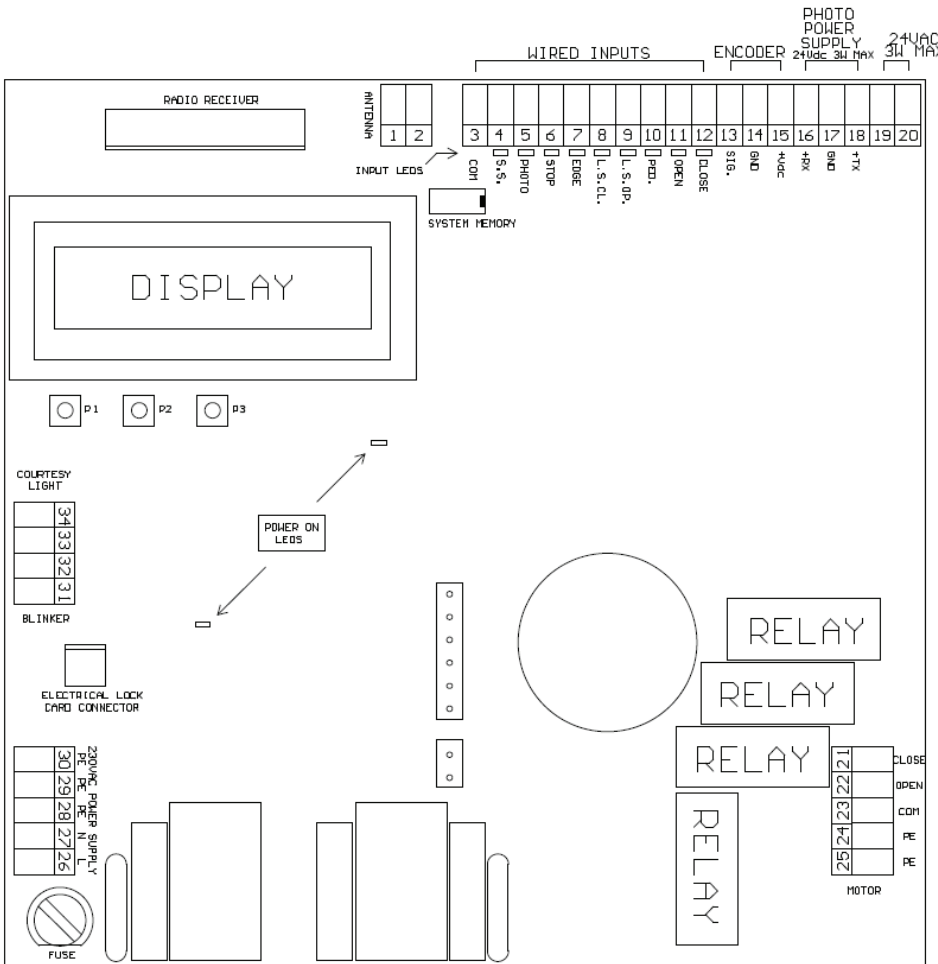 PHOTO
POWER
SUPPLY
24Vdc 3W MAX
24VAC
3W MAX
WIRED INPUTS
ENCODER
RADIO RECEIVER
ANTENNA
1 2
3 4 5 6 7 8 9 10 11 12 13 14 15 16 17 18 19 20
INPUT LEDS
COM
S.S.
PHOTO
STOP
EDGE
L.S.CL.
L.S.OP.
PED.
OPEN
CLOSE
SIG.
GND
+Vdc
+RX
GND
+TX
SYSTEM MEMORY
DISPLAY
P1 P2 P3
COURTESY
LIGHT
34
33
32
31
BLINKER
POWER ON
LEDS
ELECTRICAL LOCK
CARD CONNECTOR
RELAY
RELAY
RELAY
RELAY
230VAC POWER SUPPLY
30 PE
29 PE
28 PE
27 N
26 L
FUSE
21 CLOSE
22 OPEN
23 COM
24 PE
25 PE
MOTOR